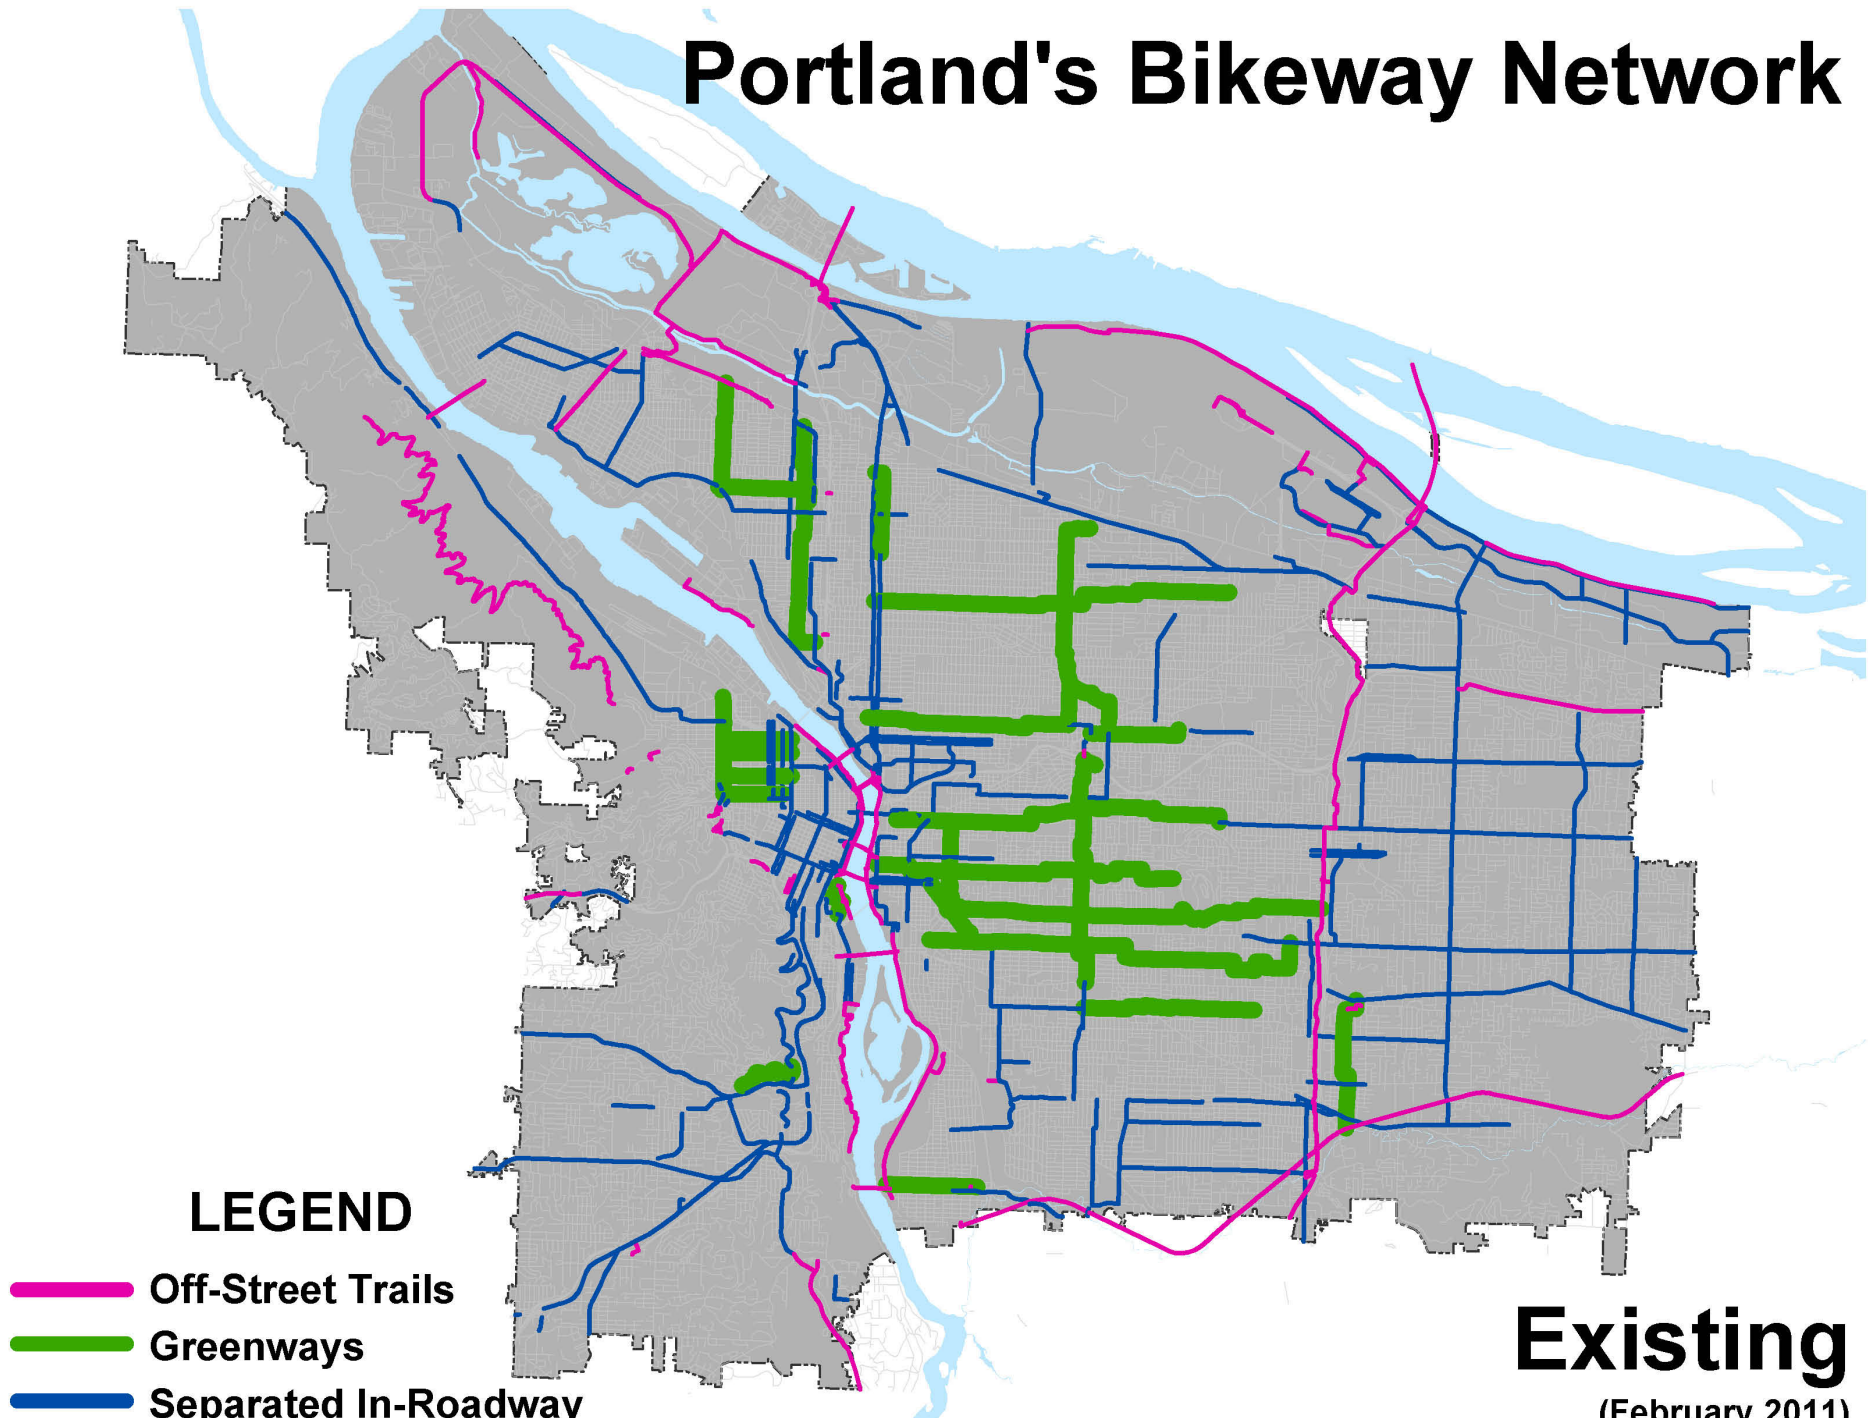 Portland's Bikeway Network
LEGEND
Off-Street Trails
Greenways
Separated In-Roadway
Existing
(February 2011)